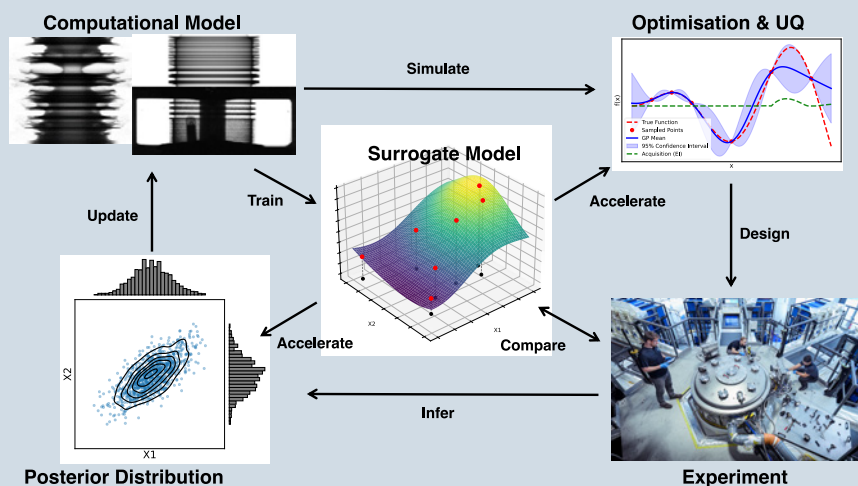 Computational Model
Optimisation & UQ
Simulate
f(x)
True Function
Sampled Points
GP Mean
95% Confidence Interval
Acquisition (EI)
x
Surrogate Model
Train
Accelerate
Update
Design
X2
X1
Accelerate
Compare
X2
X1
Infer
Posterior Distribution
Experiment